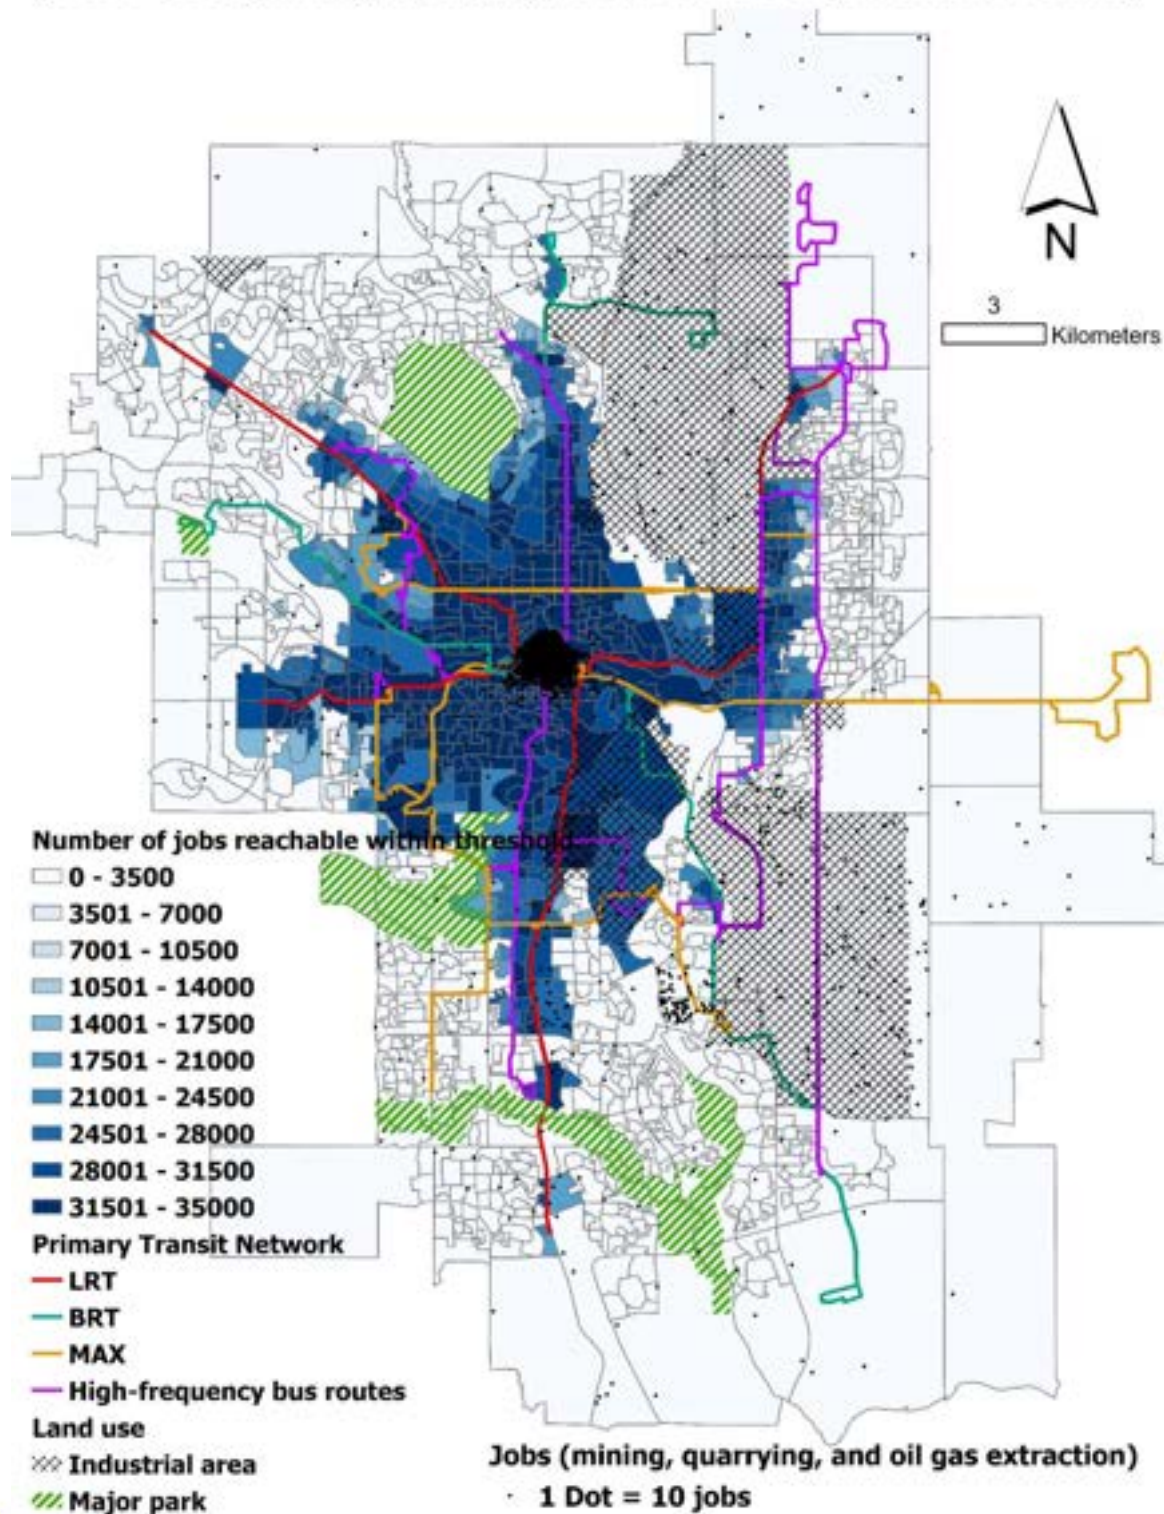 N
3
Kilometers
Number of jobs reachable within threshold
0 - 3500
3501 - 7000
7001 - 10500
10501 - 14000
14001 - 17500
17501 - 21000
21001 - 24500
24501 - 28000
28001 - 31500
31501 - 35000
Primary Transit Network
LRT
BRT
MAX
High-frequency bus routes
Land use
Industrial area
Major park
Jobs (mining, quarrying, and oil gas extraction)
1 Dot = 10 jobs